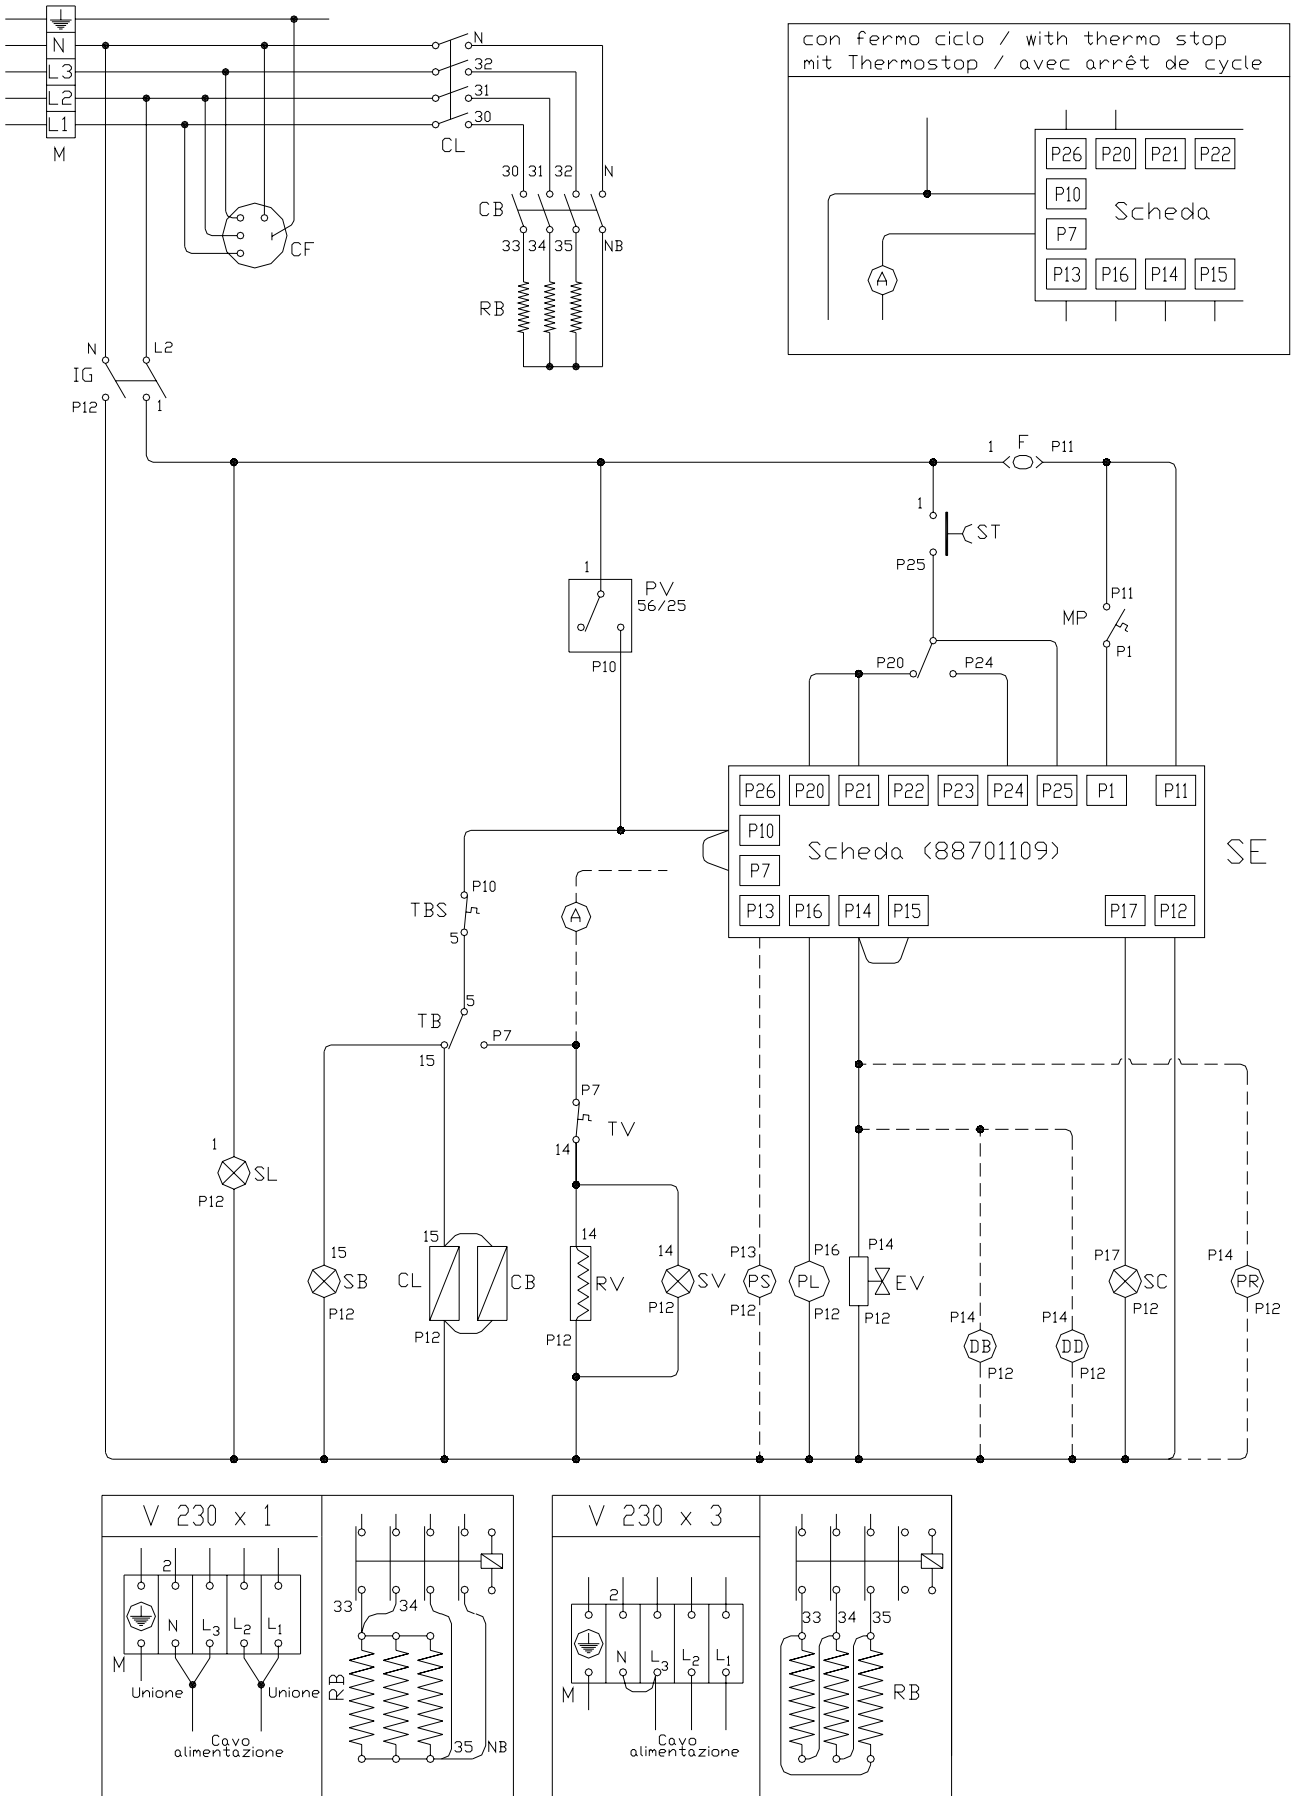 N
L3
L2
L1
M
N
32
31
30
CL
30 31 32 N
CB
33 34 35 NB
RB
CF
con fermo ciclo / with thermo stop
mit Thermostop / avec arrêt de cycle
P26 P20 P21 P22
P10
Scheda
P7
P13 P16 P14 P15
A
N L2
IG
P12 1
1 F P11
1
ST
P25
1
PV
56/25
P10
MP
P11
P1
P20 P24
P26 P20 P21 P22 P23 P24 P25 P1 P11
P10
Scheda (88701109)
SE
P7
P13 P16 P14 P15 P17 P12
P10
TBS
5
A
5
TB
15
P7
P7
TV
14
1
SL
P12
15
SB
P12
15
CL CB
P12
14
RV
P12
14
SV
P12
P13
PS
P12
P16
PL
P12
P14
EV
P12
P14
DB
P12
P14
DD
P12
P17
SC
P12
P14
PR
P12
V 230 x 1
2
N L3 L2 L1
M
Unione Unione
Cavo
alimentazione
33 34
RB
35 NB
V 230 x 3
2
N L3 L2 L1
M
Cavo
alimentazione
33 34 35
RB